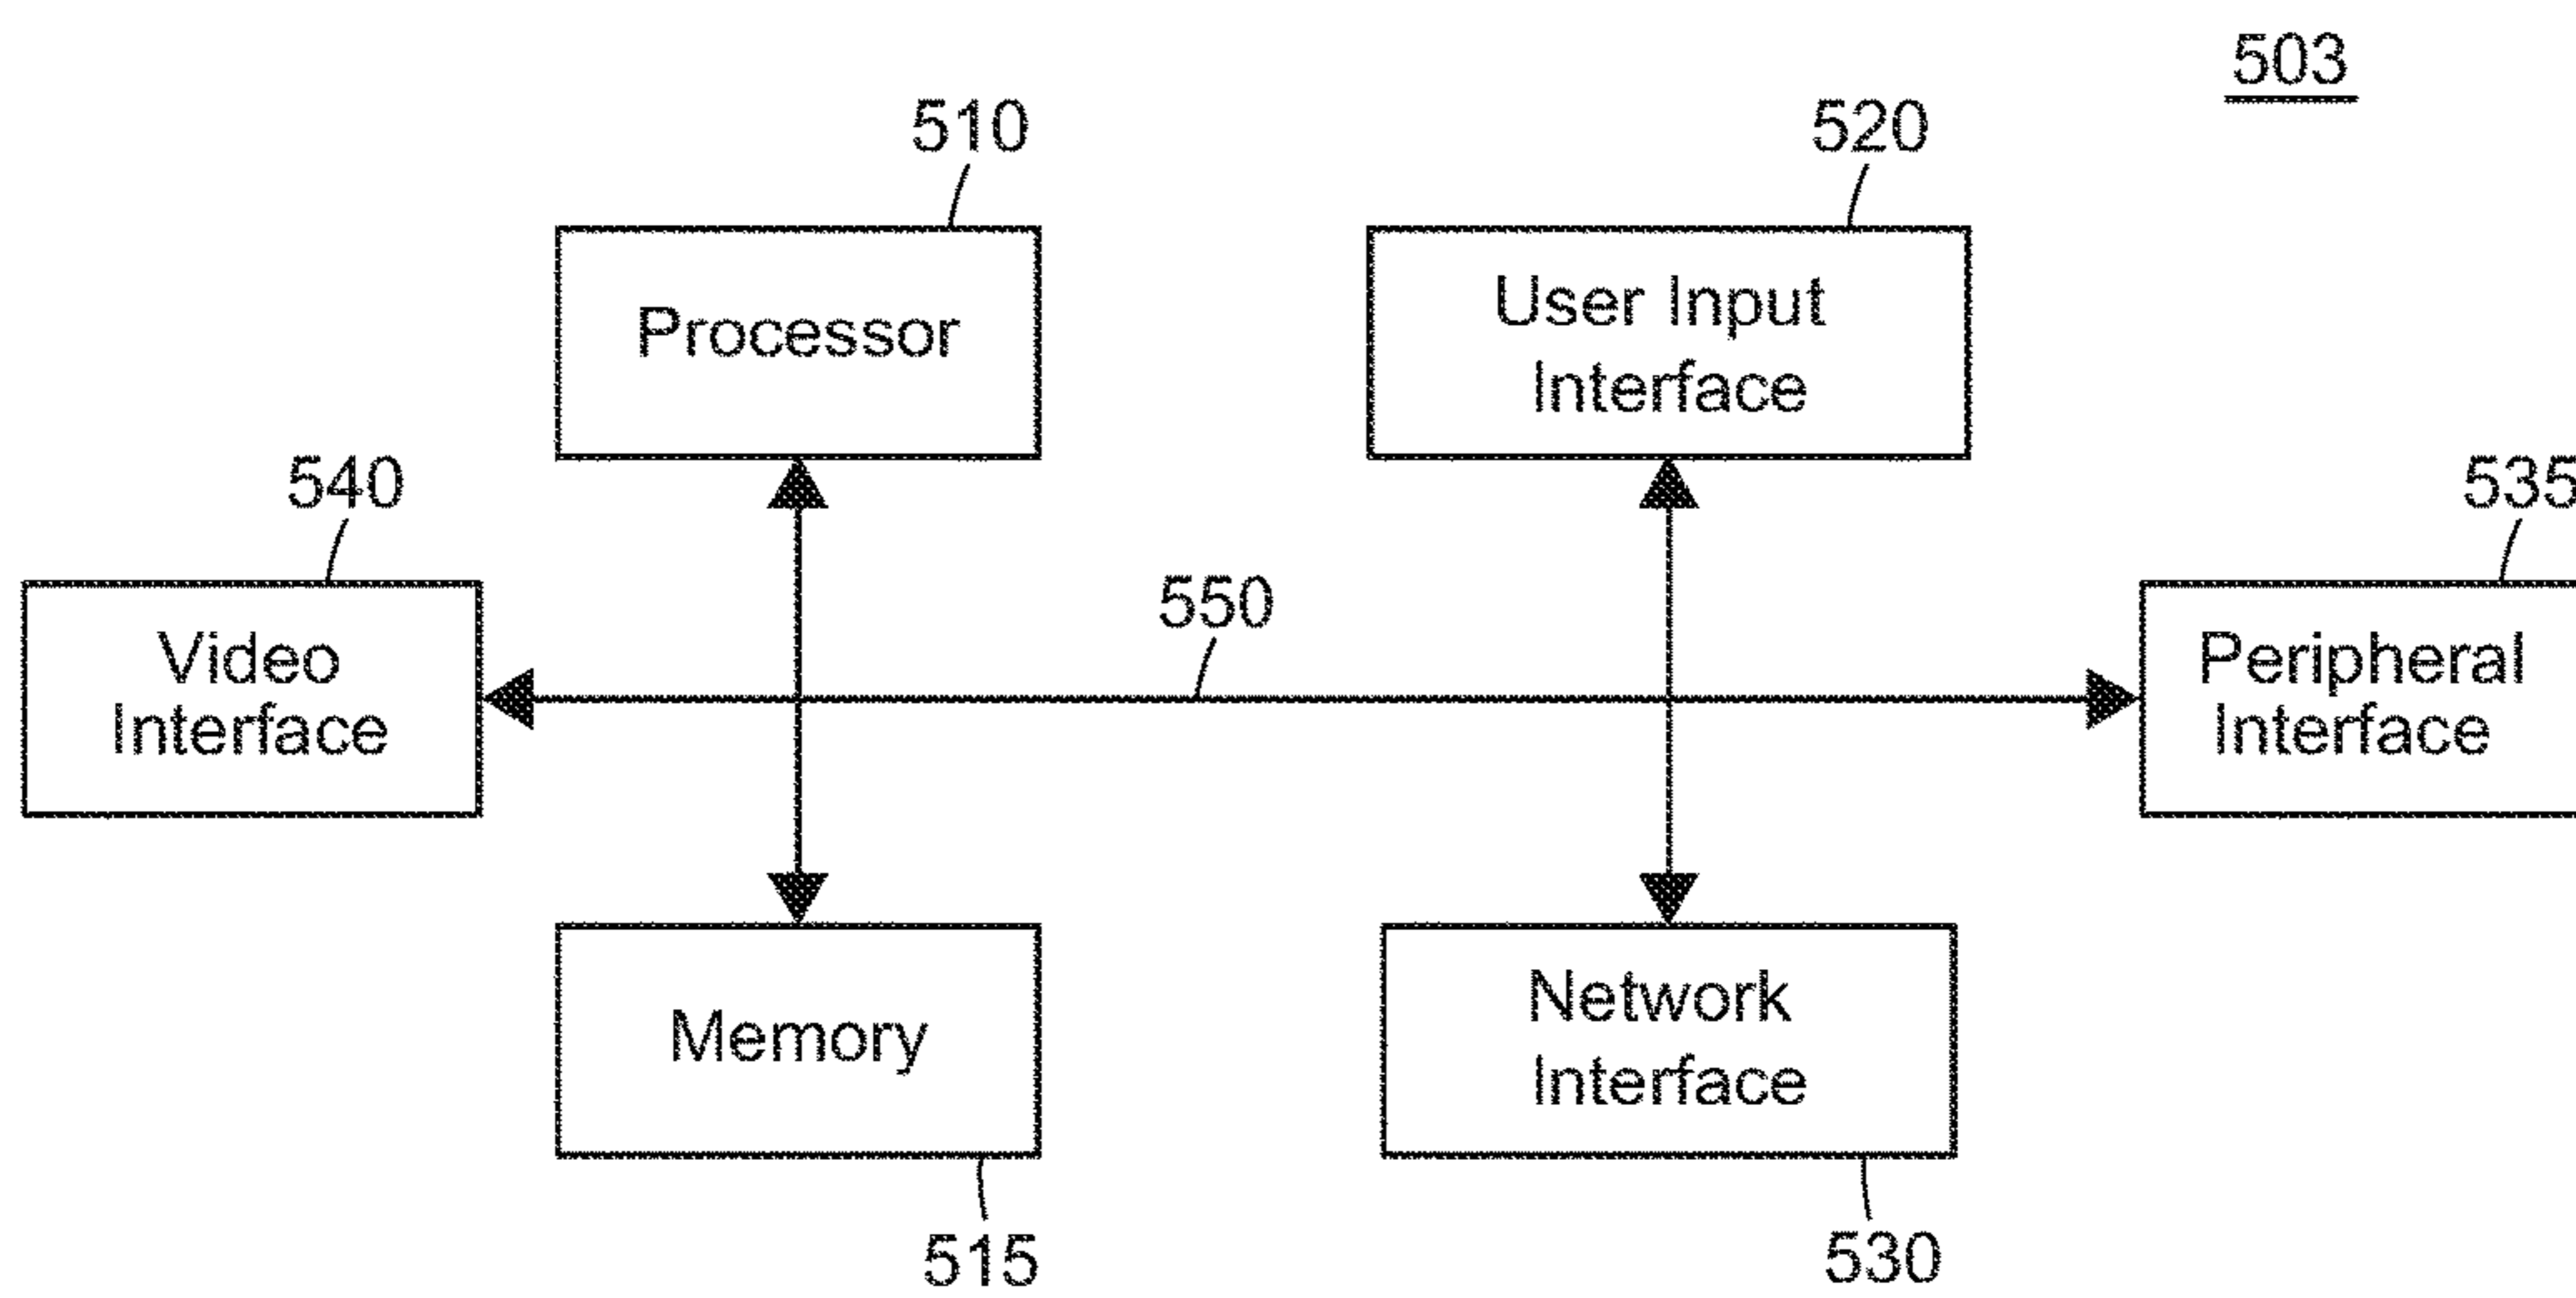 503
510
520
Processor
User Input
Interface
540
535
550
Video
Interface
Peripheral
Interface
Memory
Network
Interface
515
530